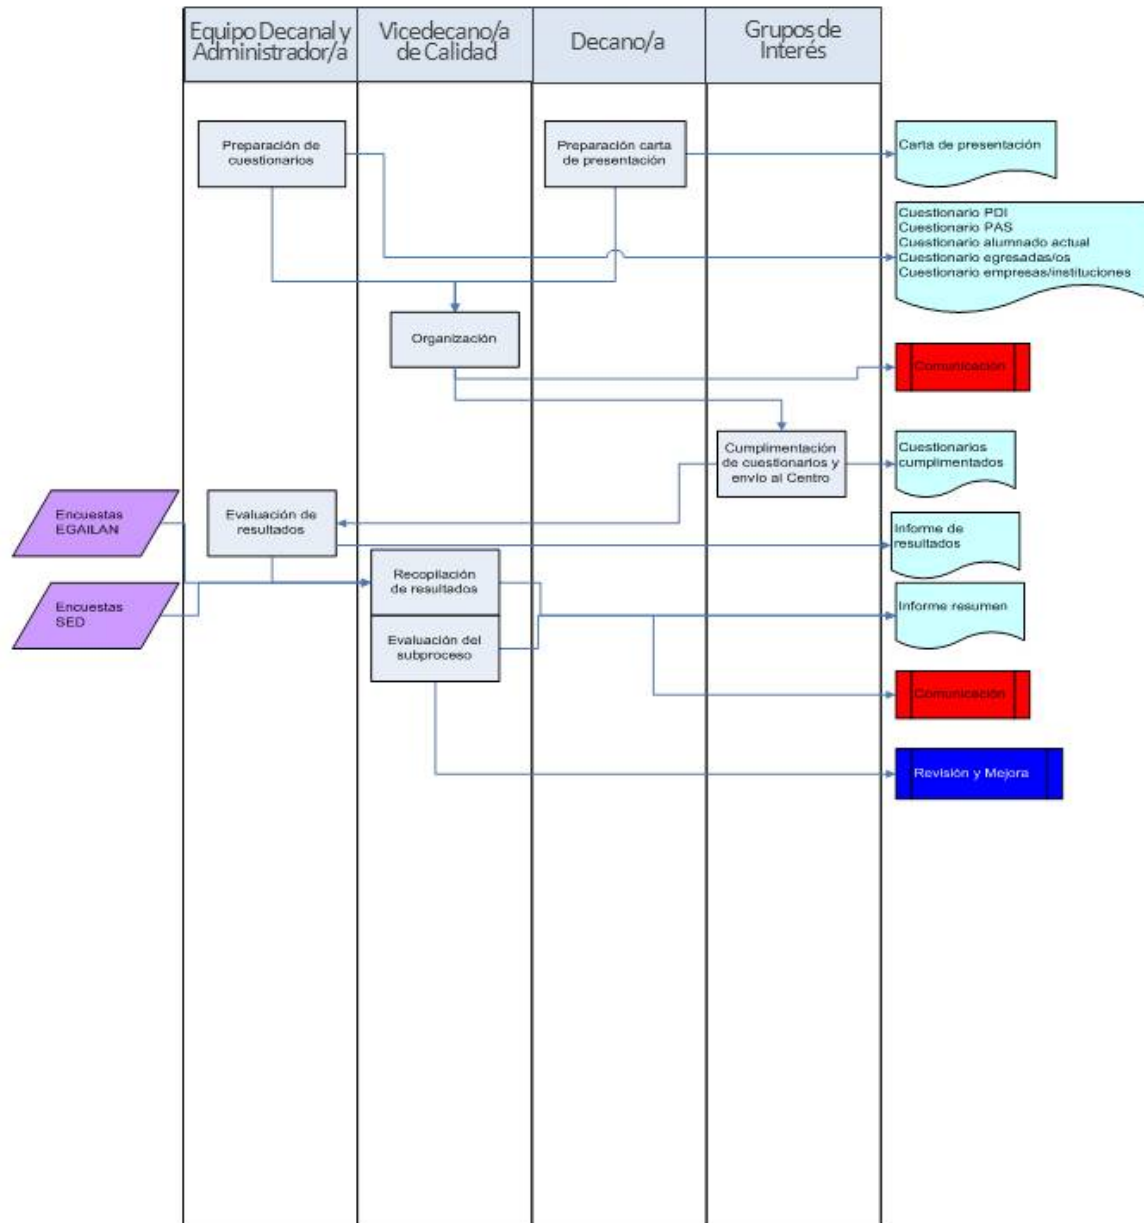 Equipo Decanal y
Administrador/a
Vicedecano/a
de Calidad
Decano/a
Grupos de
Interés
Preparación de
cuestionarios
Preparación carta
de presentación
Carta de presentación
Cuestionario PDI
Cuestionario PAS
Cuestionario alumnado actual
Cuestionario egresadas/os
Cuestionario empresas/instituciones
Organización
Comunicación
Cumplimentación
de cuestionarios y
envío al Centro
Cuestionarios
cumplimentados
Encuestas
EGAILAN
Evaluación de
resultados
Informe de
resultados
Recopilación
de resultados
Encuestas
SED
Informe resumen
Evaluación del
subproceso
Comunicación
Revisión y Mejora